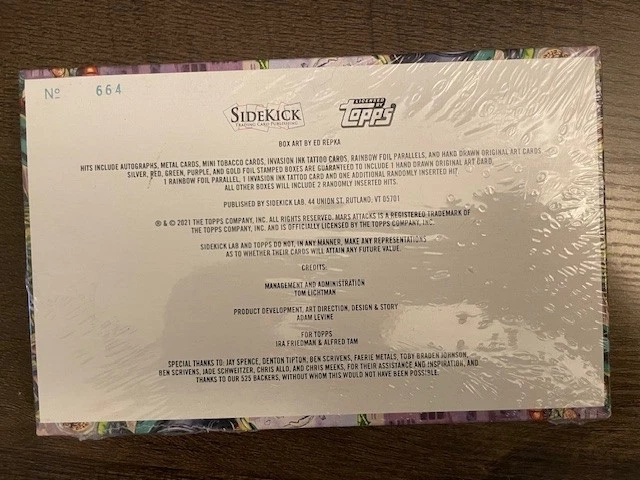 Nº 664
SIDEKICK
TRADING CARD PUBLISHING
LICENSED BY
Topps®
BOX ART BY ED REPKA
HITS INCLUDE AUTOGRAPHS, METAL CARDS, MINI TOBACCO CARDS, INVASION INK TATTOO CARDS, RAINBOW FOIL PARALLELS, AND HAND DRAWN ORIGINAL ART CARDS
SILVER, RED, GREEN, PURPLE, AND GOLD FOIL STAMPED BOXES ARE GUARANTEED TO INCLUDE 1 HAND DRAWN ORIGINAL ART CARD,
1 RAINBOW FOIL PARALLEL, 1 INVASION INK TATTOO CARD AND ONE ADDITIONAL RANDOMLY INSERTED HIT.
ALL OTHER BOXES WILL INCLUDE 2 RANDOMLY INSERTED HITS.
PUBLISHED BY SIDEKICK LAB, 44 UNION ST. RUTLAND, VT 05701
® & © 2021 THE TOPPS COMPANY, INC. ALL RIGHTS RESERVED. MARS ATTACKS IS A REGISTERED TRADEMARK OF
THE TOPPS COMPANY, INC. AND IS OFFICIALLY LICENSED BY THE TOPPS COMPANY, INC.
SIDEKICK LAB AND TOPPS DO NOT, IN ANY MANNER, MAKE ANY REPRESENTATIONS
AS TO WHETHER THEIR CARDS WILL ATTAIN ANY FUTURE VALUE.
CREDITS:
MANAGEMENT AND ADMINISTRATION
TOM LICHTMAN
PRODUCT DEVELOPMENT, ART DIRECTION, DESIGN & STORY
ADAM LEVINE
FOR TOPPS
IRA FRIEDMAN & ALFRED TAM
SPECIAL THANKS TO: JAY SPENCE, DENTON TIPTON, BEN SCRIVENS, FAERIE METALS, TOBY BRADEN JOHNSON,
BEN SCRIVENS, JADE SCHWEITZER, CHRIS ALLO, AND CHRIS MEEKS, FOR THEIR ASSISTANCE AND INSPIRATION, AND
THANKS TO OUR 525 BACKERS, WITHOUT WHOM THIS WOULD NOT HAVE BEEN POSSIBLE.